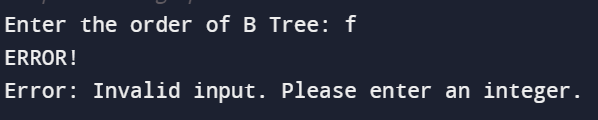 Enter the order of B Tree: f
ERROR!
Error: Invalid input. Please enter an integer.